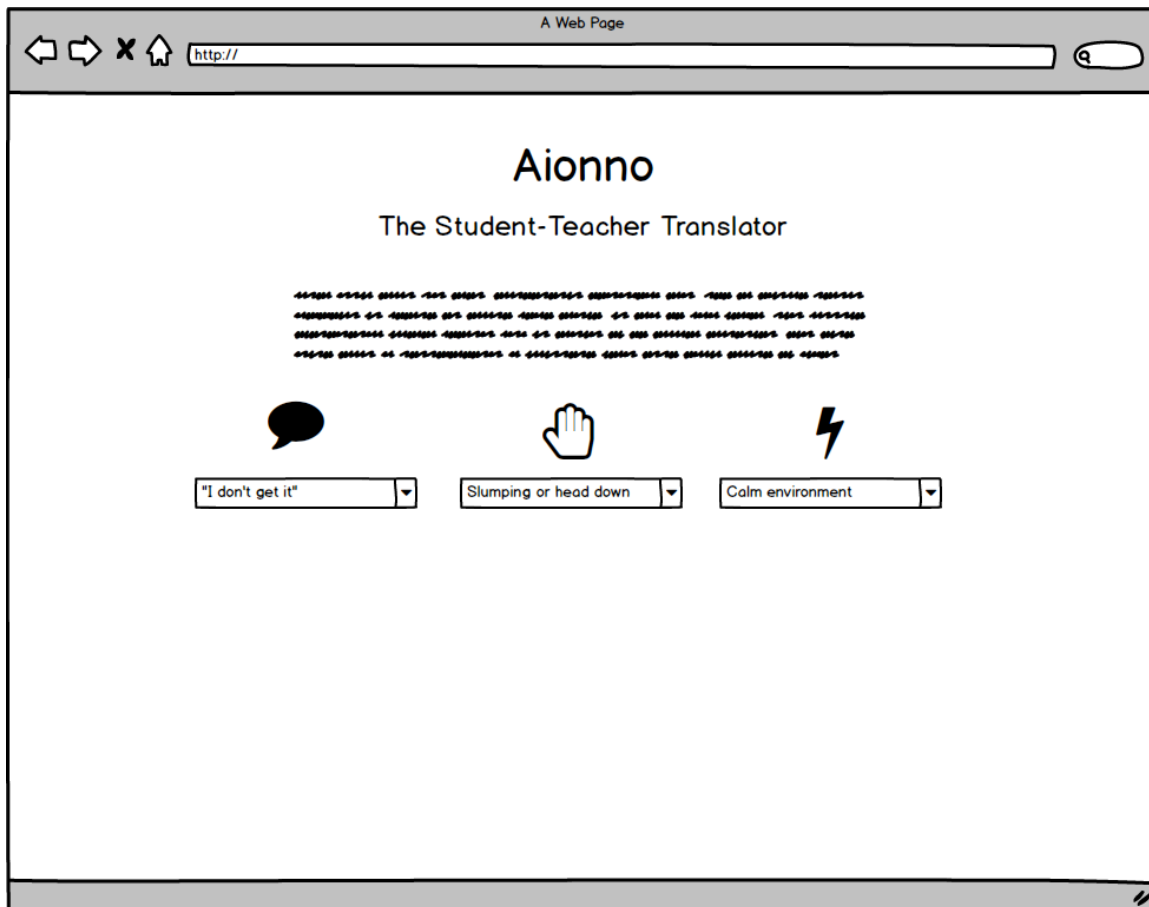 A Web Page
http://
Aionno
The Student-Teacher Translator
"I don't get it"
Slumping or head down
Calm environment